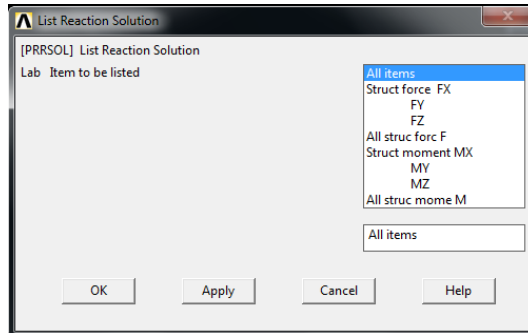 List Reaction Solution
[PRRSOL] List Reaction Solution
Lab Item to be listed
All items
Struct force FX
FY
FZ
All struc forc F
Struct moment MX
MY
MZ
All struc mome M
All items
OK Apply Cancel Help